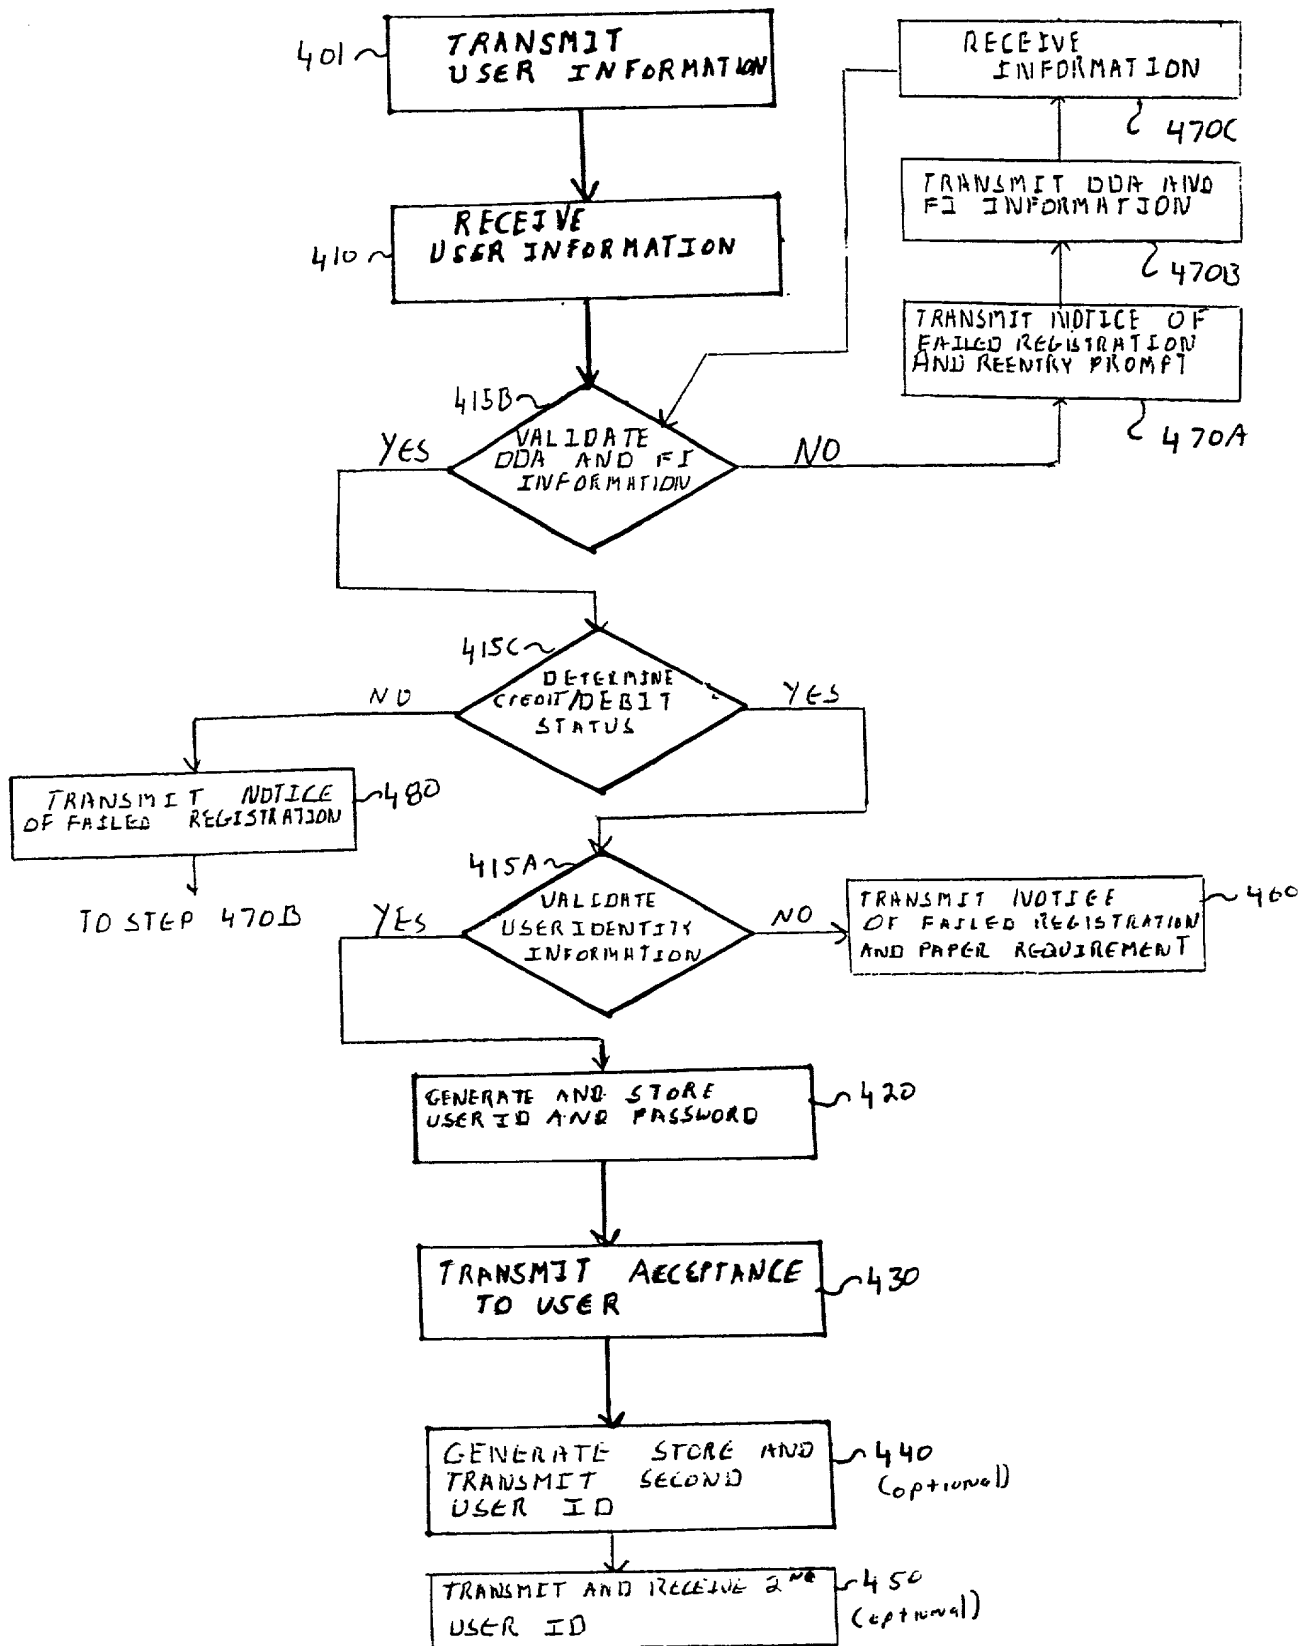 401
TRANSMIT
USER INFORMATION
RECEIVE
INFORMATION
470C
TRANSMIT DDA AND
FI INFORMATION
470B
410
RECEIVE
USER INFORMATION
TRANSMIT NOTICE OF
FAILED REGISTRATION
AND REENTRY PROMPT
470A
415B
YES
VALIDATE
DDA AND FI
INFORMATION
NO
415C
NO
DETERMINE
CREDIT/DEBIT
STATUS
YES
TRANSMIT NOTICE
OF FAILED REGISTRATION
480
TO STEP 470B
415A
YES
VALIDATE
USER IDENTITY
INFORMATION
NO
TRANSMIT NOTICE
OF FAILED REGISTRATION
AND PAPER REQUIREMENT
460
GENERATE AND STORE
USER ID AND PASSWORD
420
TRANSMIT ACCEPTANCE
TO USER
430
GENERATE STORE AND
TRANSMIT SECOND
USER ID
440
(optional)
TRANSMIT AND RECEIVE 2ND
USER ID
450
(optional)